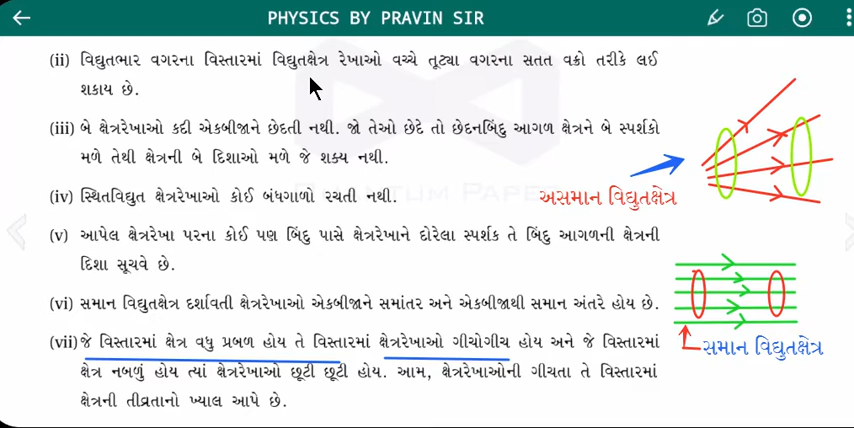 PHYSICS BY PRAVIN SIR
(ii) વિદ્યુતભાર વગરના વિસ્તારમાં વિદ્યુતક્ષેત્ર રેખાઓ વચ્ચે તૂટ્યા વગરના સતત વક્રો તરીકે લઈ
શકાય છે.
(iii) બે ક્ષેત્રરેખાઓ કદી એકબીજાને છેદતી નથી. જો તેઓ છેદે તો છેદનબિંદુ આગળ ક્ષેત્રને બે સ્પર્શકો
મળે તેથી ક્ષેત્રની બે દિશાઓ મળે જે શક્ય નથી.
અસમાન વિદ્યુતક્ષેત્ર
(iv) સ્થિતવિદ્યુત ક્ષેત્રરેખાઓ કોઈ બંધગાળો રચતી નથી.
QUANTUM PAPER
(v) આપેલ ક્ષેત્રરેખા પરના કોઈ પણ બિંદુ પાસે ક્ષેત્રરેખાને દોરેલા સ્પર્શક તે બિંદુ આગળની ક્ષેત્રની
દિશા સૂચવે છે.
(vi) સમાન વિદ્યુતક્ષેત્ર દર્શાવતી ક્ષેત્રરેખાઓ એકબીજાને સમાંતર અને એકબીજાથી સમાન અંતરે હોય છે.
(vii) જે વિસ્તારમાં ક્ષેત્ર વધુ પ્રબળ હોય તે વિસ્તારમાં ક્ષેત્રરેખાઓ ગીચોગીચ હોય અને જે વિસ્તારમાં
સમાન વિદ્યુતક્ષેત્ર
ક્ષેત્ર નબળું હોય ત્યાં ક્ષેત્રરેખાઓ છૂટી છૂટી હોય. આમ, ક્ષેત્રરેખાઓની ગીચતા તે વિસ્તારમાં
ક્ષેત્રની તીવ્રતાનો ખ્યાલ આપે છે.